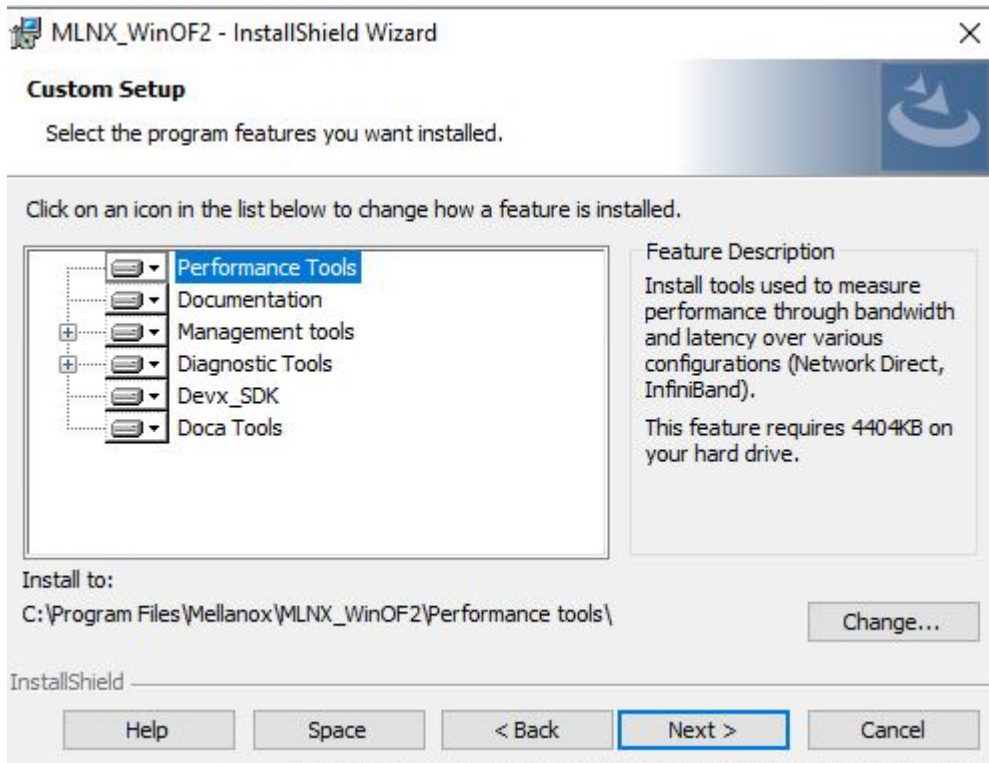 MLNX_WinOF2 - InstallShield Wizard
Custom Setup
Select the program features you want installed.
Click on an icon in the list below to change how a feature is installed.
Performance Tools
Documentation
Management tools
Diagnostic Tools
Devx_SDK
Doca Tools
Feature Description
Install tools used to measure
performance through bandwidth
and latency over various
configurations (Network Direct,
InfiniBand).
This feature requires 4404KB on
your hard drive.
Install to:
C:\Program Files\Mellanox\MLNX_WinOF2\Performance tools\
Change...
InstallShield
Help
Space
< Back
Next >
Cancel